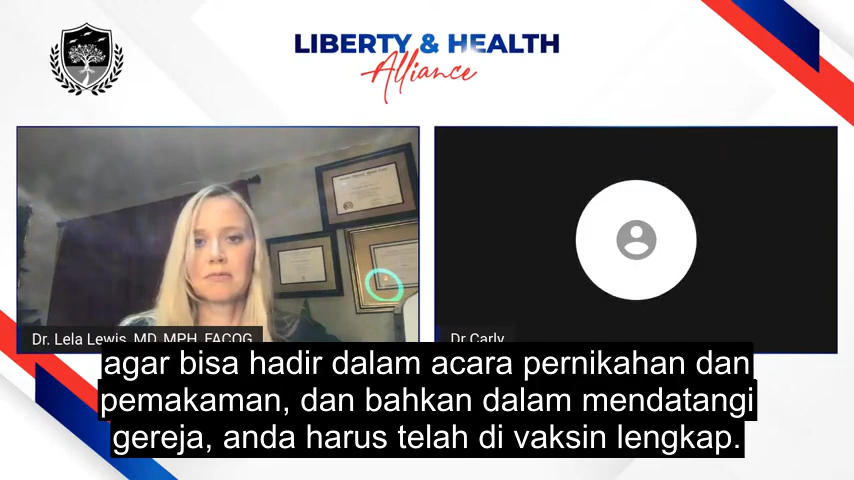 LIBERTY & HEALTH
Alliance
Dr. Lela Lewis, MD, MPH, FACOG
Dr Carly
agar bisa hadir dalam acara pernikahan dan
pemakaman, dan bahkan dalam mendatangi
gereja, anda harus telah di vaksin lengkap.